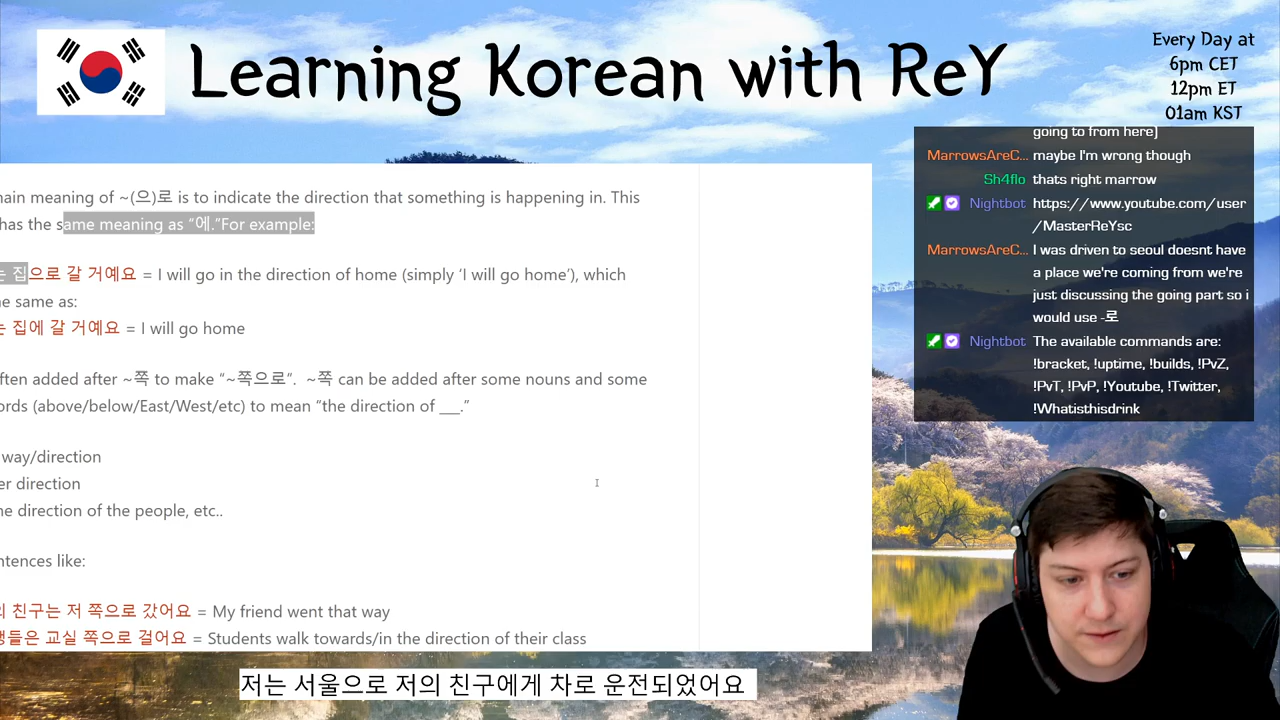 Learning Korean with ReY
Every Day at
6pm CET
12pm ET
01am KST
nain meaning of ~(으)로 is to indicate the direction that something is happening in. This
has the same meaning as “에.”For example:
는 집으로 갈 거예요 = I will go in the direction of home (simply ‘I will go home’), which
e same as:
는 집에 갈 거예요 = I will go home
ften added after ~쪽 to make “~쪽으로”. ~쪽 can be added after some nouns and some
ords (above/below/East/West/etc) to mean “the direction of ___.”
way/direction
er direction
ne direction of the people, etc..
ntences like:
의 친구는 저 쪽으로 갔어요 = My friend went that way
생들은 교실 쪽으로 걸어요 = Students walk towards/in the direction of their class
going to from here]
MarrowsAreC... maybe I'm wrong though
Sh4flo thats right marrow
Nightbot https://www.youtube.com/user
/MasterReYsc
MarrowsAreC... I was driven to seoul doesnt have
a place we're coming from we're
just discussing the going part so i
would use -로
Nightbot The available commands are:
!bracket, !uptime, !builds, !PvZ,
!PvT, !PvP, !Youtube, !Twitter,
!Whatisthisdrink
저는 서울으로 저의 친구에게 차로 운전되었어요